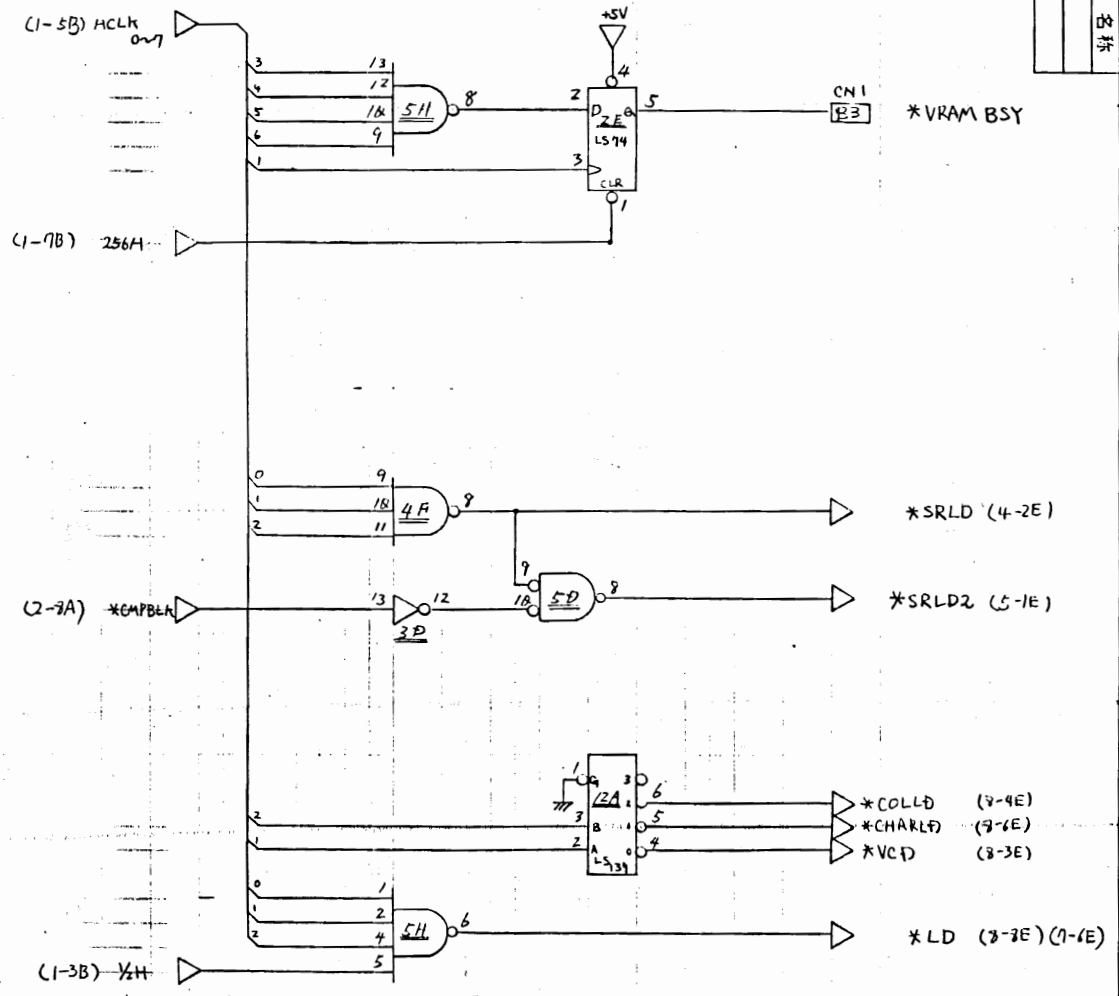 (1-5B) HCLK 0~7
+5V
名称
3 13
4 12
5 10
6 9
5H 8
1 3
2 D 2E Q 5
LS74
4
CLR
1
CN1
B3 *VRAM BSY
(1-7B) 256H
0 9
1 10
2 11
4F 8
*SRLD (4-2E)
9
10
5D 8
*SRLD2 (5-1E)
(2-8A) *CMPBLK 13 12
3D
1 G 3
12A
2 6 *COLLD (8-4E)
2 3 B 1 5 *CHARLD (8-6E)
1 2 A 0 4 *VCD (8-3E)
LS139
0 1
1 2
2 4
5H 6
*LD (8-8E)(7-6E)
(1-3B) ½H 5